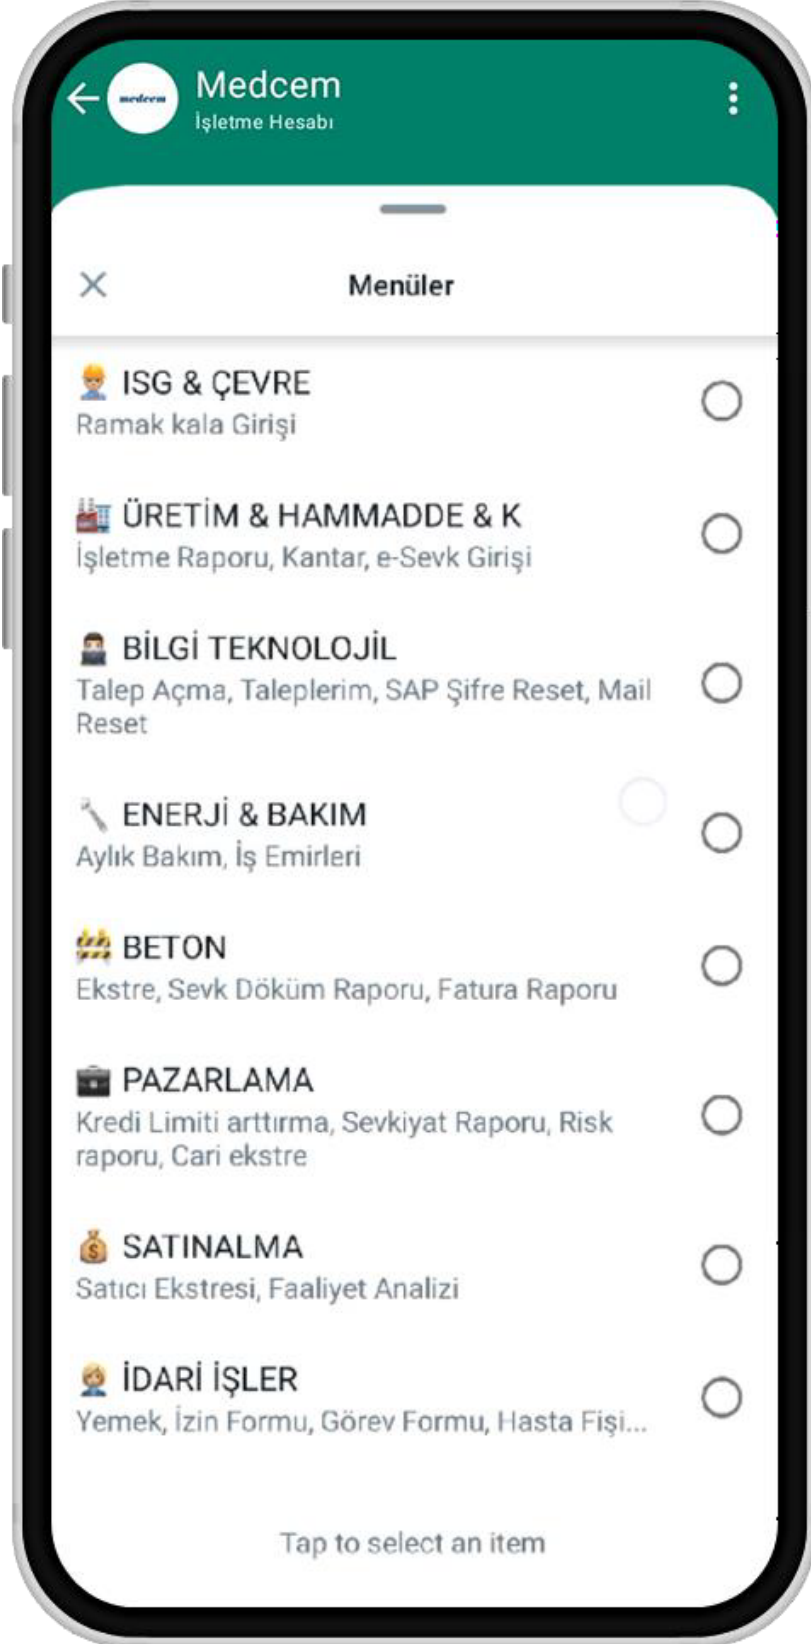 medcem
Medcem
İşletme Hesabı
Menüler
ISG & ÇEVRE
Ramak kala Girişi
ÜRETİM & HAMMADDE & K
İşletme Raporu, Kantar, e-Sevk Girişi
BİLGİ TEKNOLOJİL
Talep Açma, Taleplerim, SAP Şifre Reset, Mail
Reset
ENERJİ & BAKIM
Aylık Bakım, İş Emirleri
BETON
Ekstre, Sevk Döküm Raporu, Fatura Raporu
PAZARLAMA
Kredi Limiti arttırma, Sevkiyat Raporu, Risk
raporu, Cari ekstre
SATINALMA
Satıcı Ekstresi, Faaliyet Analizi
İDARİ İŞLER
Yemek, İzin Formu, Görev Formu, Hasta Fişi...
Tap to select an item